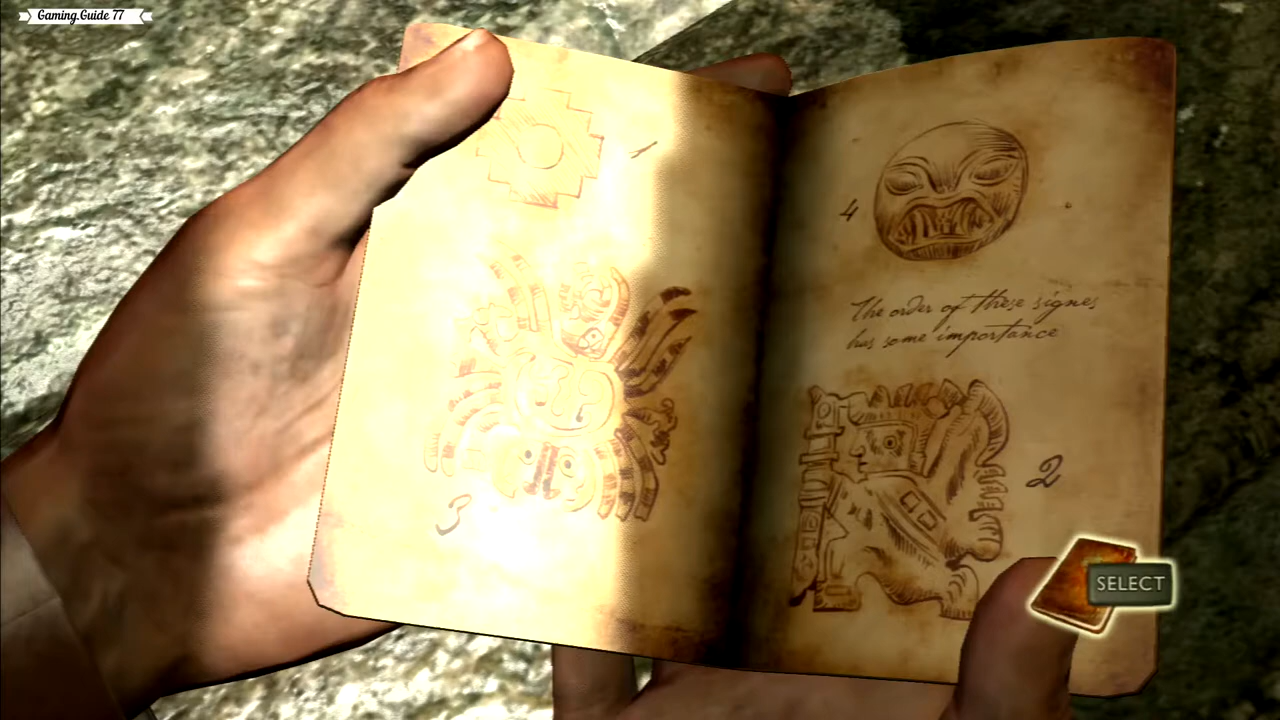 Gaming.Guide 77
1
3
4
The order of these signes
has some importance
2
SELECT